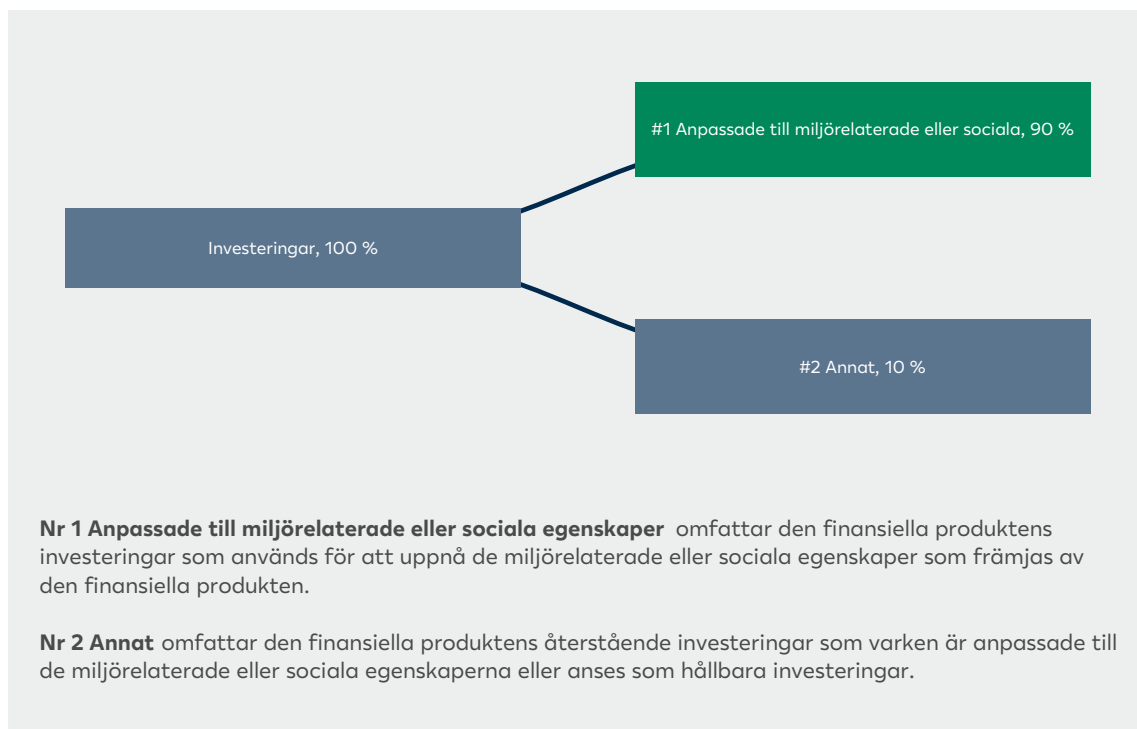 #1 Anpassade till miljörelaterade eller sociala, 90 %
Investeringar, 100 %
#2 Annat, 10 %
Nr 1 Anpassade till miljörelaterade eller sociala egenskaper omfattar den finansiella produktens
investeringar som används för att uppnå de miljörelaterade eller sociala egenskaper som främjas av
den finansiella produkten.
Nr 2 Annat omfattar den finansiella produktens återstående investeringar som varken är anpassade till
de miljörelaterade eller sociala egenskaperna eller anses som hållbara investeringar.